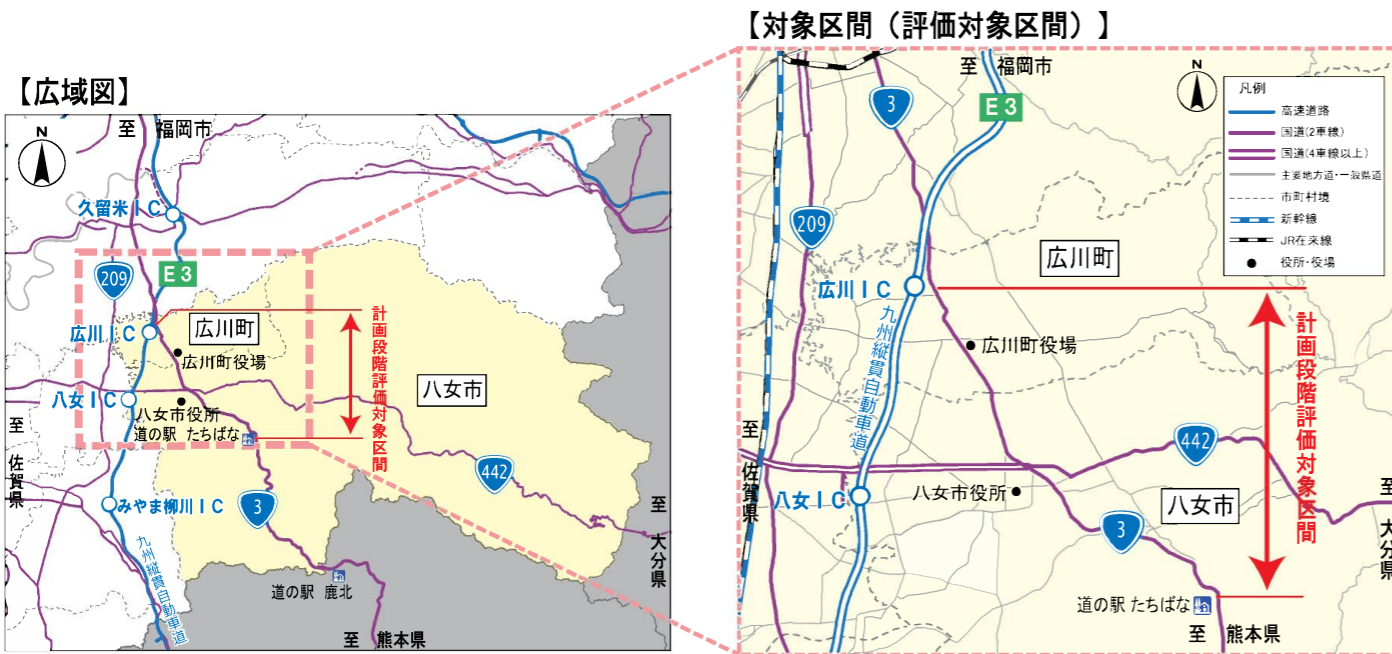 【広域図】
N
至 福岡市
久留米IC
209
E3
広川IC
広川町
広川町役場
計画段階評価対象区間
八女IC
八女市役所
道の駅 たちばな
八女市
至 佐賀県
442
みやま柳川IC
3
九州縦貫自動車道
道の駅 鹿北
至 熊本県
至 大分県
【対象区間（評価対象区間）】
至 福岡市
N
凡例
高速道路
国道(2車線)
国道(4車線以上)
主要地方道・一般県道
市町村境
新幹線
JR在来線
役所・役場
3
E3
209
広川町
広川IC
九州縦貫自動車道
広川町役場
計画段階評価対象区間
至 佐賀県
442
八女IC
八女市役所
八女市
3
至 大分県
道の駅 たちばな
至 熊本県